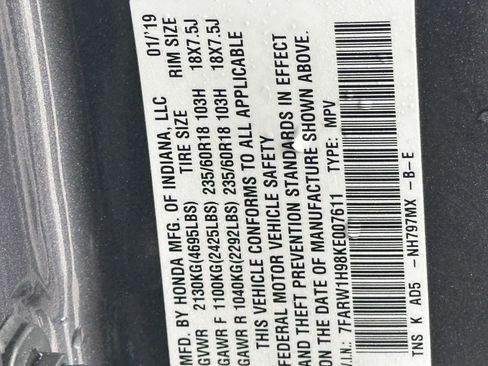 MFD. BY HONDA MFG. OF INDIANA, LLC 01/'19
TIRE SIZE RIM SIZE
GVWR 2130KG(4695LBS)
GAWR F 1100KG(2425LBS) 235/60R18 103H 18X7.5J
GAWR R 1040KG(2292LBS) 235/60R18 103H 18X7.5J
THIS VEHICLE CONFORMS TO ALL APPLICABLE
FEDERAL MOTOR VEHICLE SAFETY
AND THEFT PREVENTION STANDARDS IN EFFECT
ON THE DATE OF MANUFACTURE SHOWN ABOVE.
V.I.N.: 7FARW1H98KE007611 TYPE: MPV
TNS K AD5 -NH797MX -B-E